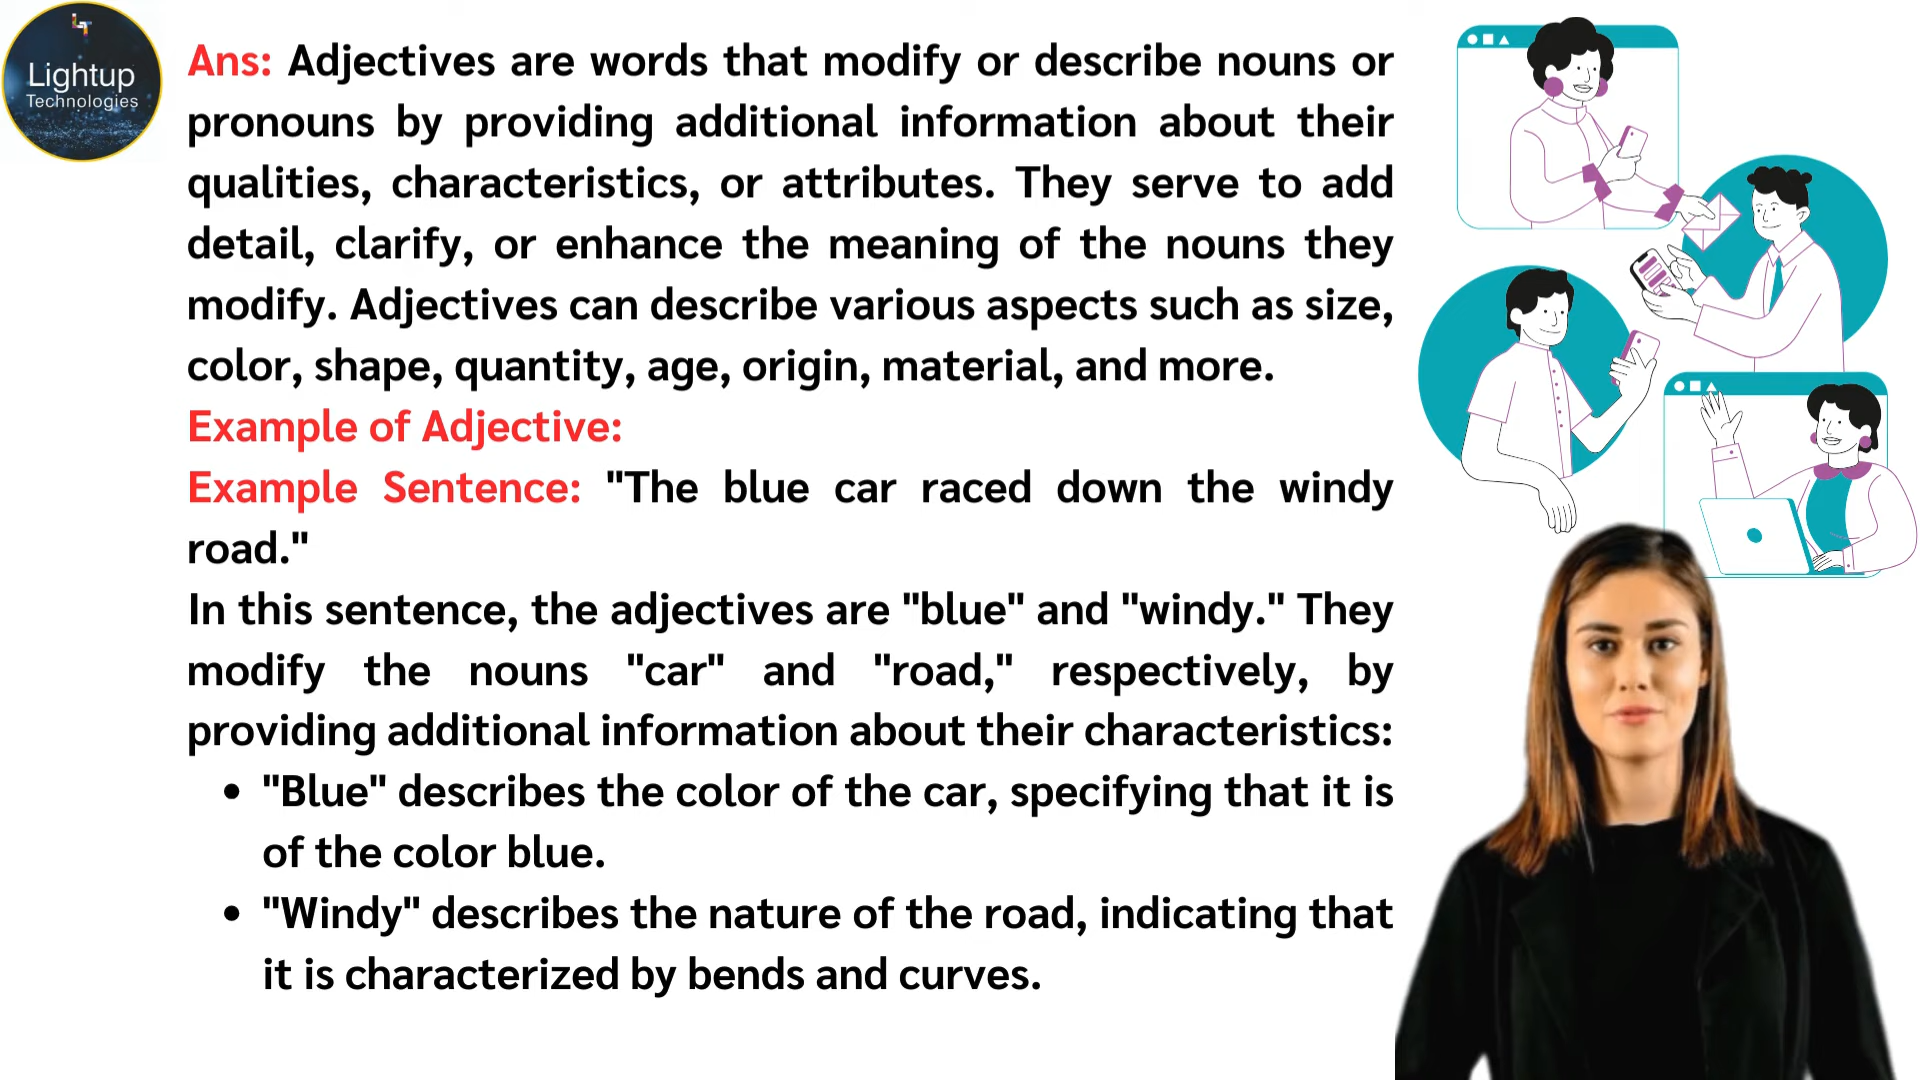 Lightup
Technologies
Ans: Adjectives are words that modify or describe nouns or
pronouns by providing additional information about their
qualities, characteristics, or attributes. They serve to add
detail, clarify, or enhance the meaning of the nouns they
modify. Adjectives can describe various aspects such as size,
color, shape, quantity, age, origin, material, and more.
Example of Adjective:
Example Sentence: "The blue car raced down the windy
road."
In this sentence, the adjectives are "blue" and "windy." They
modify the nouns "car" and "road," respectively, by
providing additional information about their characteristics:
• "Blue" describes the color of the car, specifying that it is
of the color blue.
• "Windy" describes the nature of the road, indicating that
it is characterized by bends and curves.